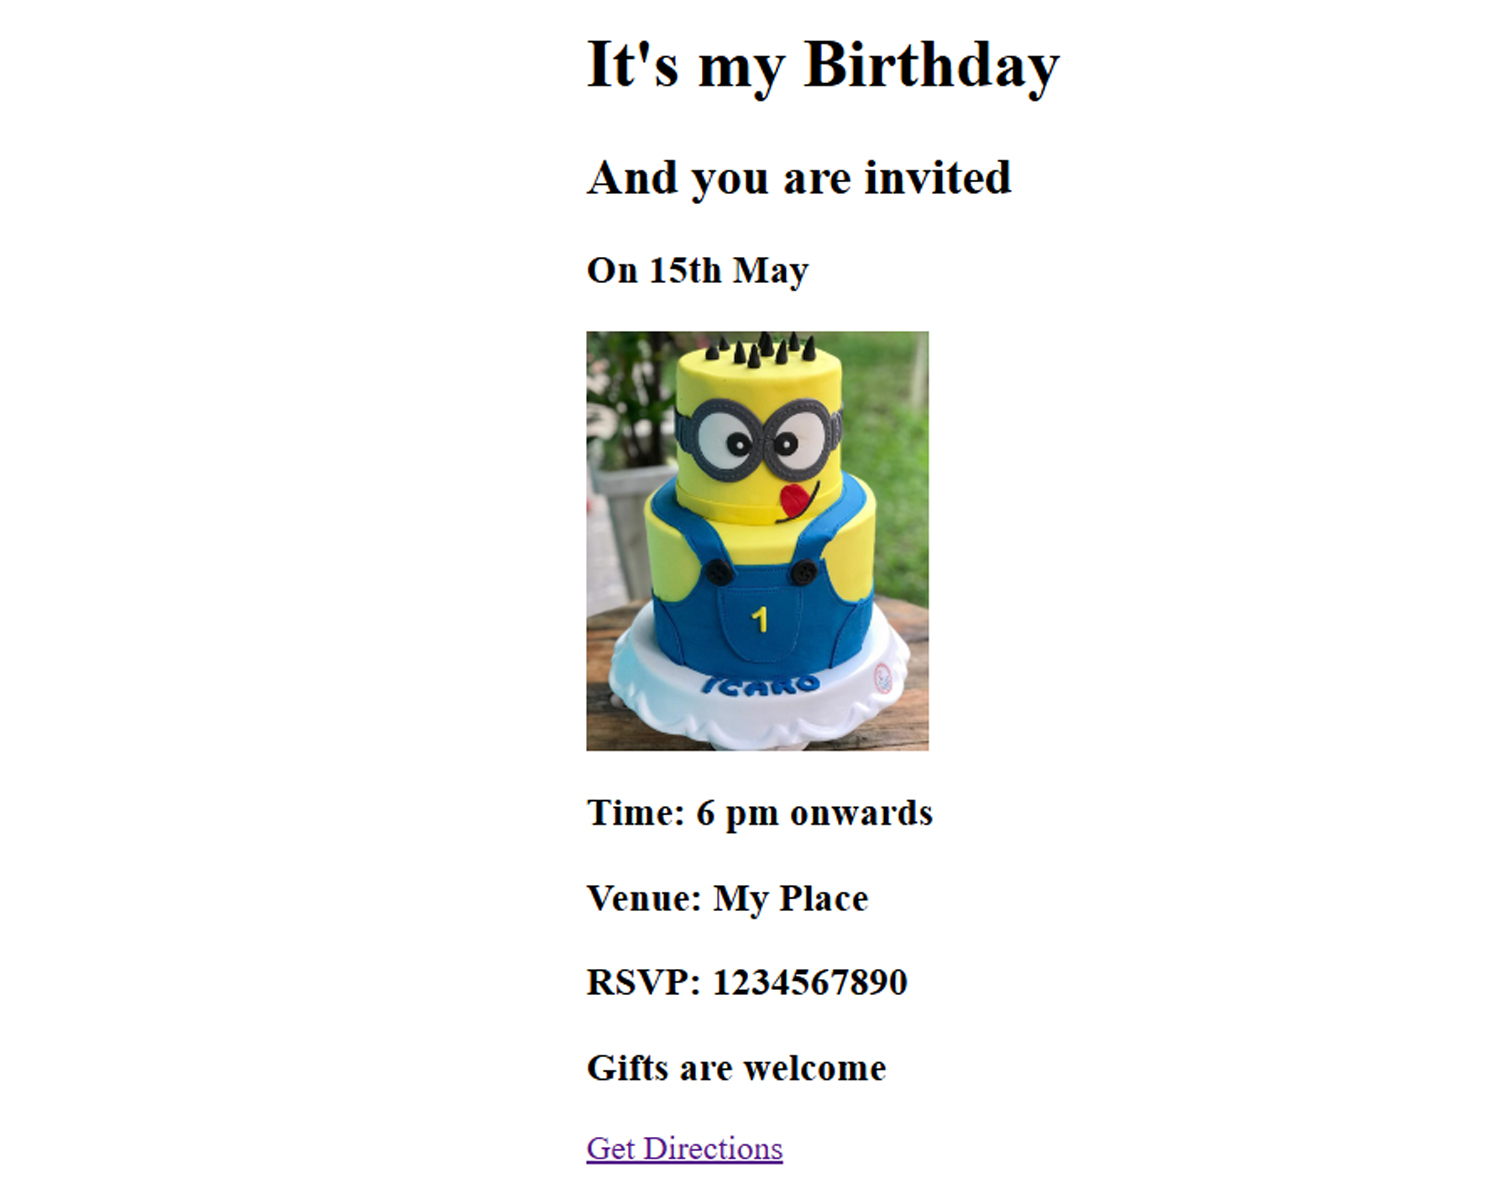 It's my Birthday
And you are invited
On 15th May
1
ICARO
Time: 6 pm onwards
Venue: My Place
RSVP: 1234567890
Gifts are welcome
Get Directions